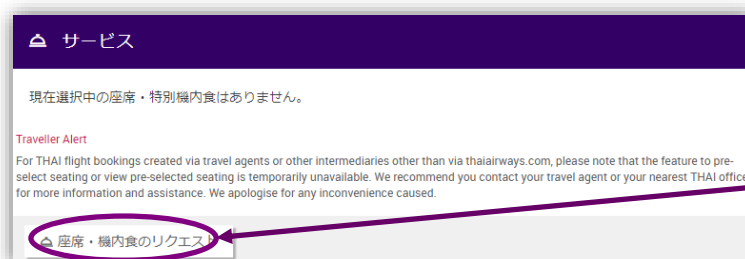 サービス
現在選択中の座席・特別機内食はありません。
Traveller Alert
For THAI flight bookings created via travel agents or other intermediaries other than via thaiairways.com, please note that the feature to pre-
select seating or view pre-selected seating is temporarily unavailable. We recommend you contact your travel agent or your nearest THAI office
for more information and assistance. We apologise for any inconvenience caused.
座席・機内食のリクエスト